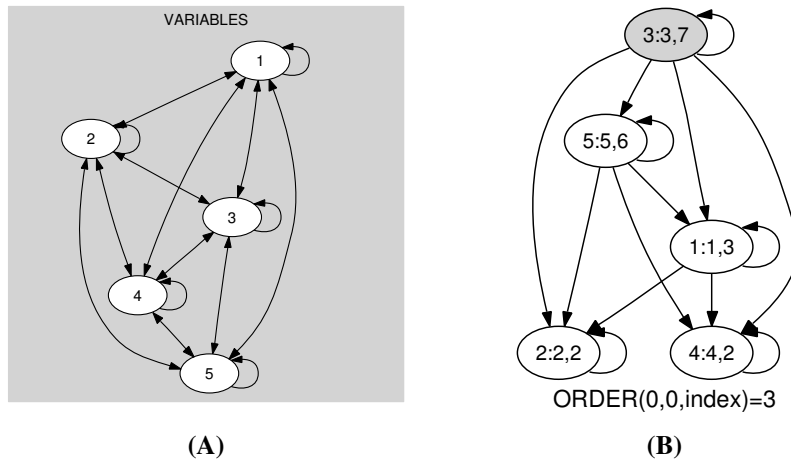 VARIABLES
1
2
3
4
5
3:3,7
5:5,6
1:1,3
2:2,2
4:4,2
ORDER(0,0,index)=3
(A)
(B)